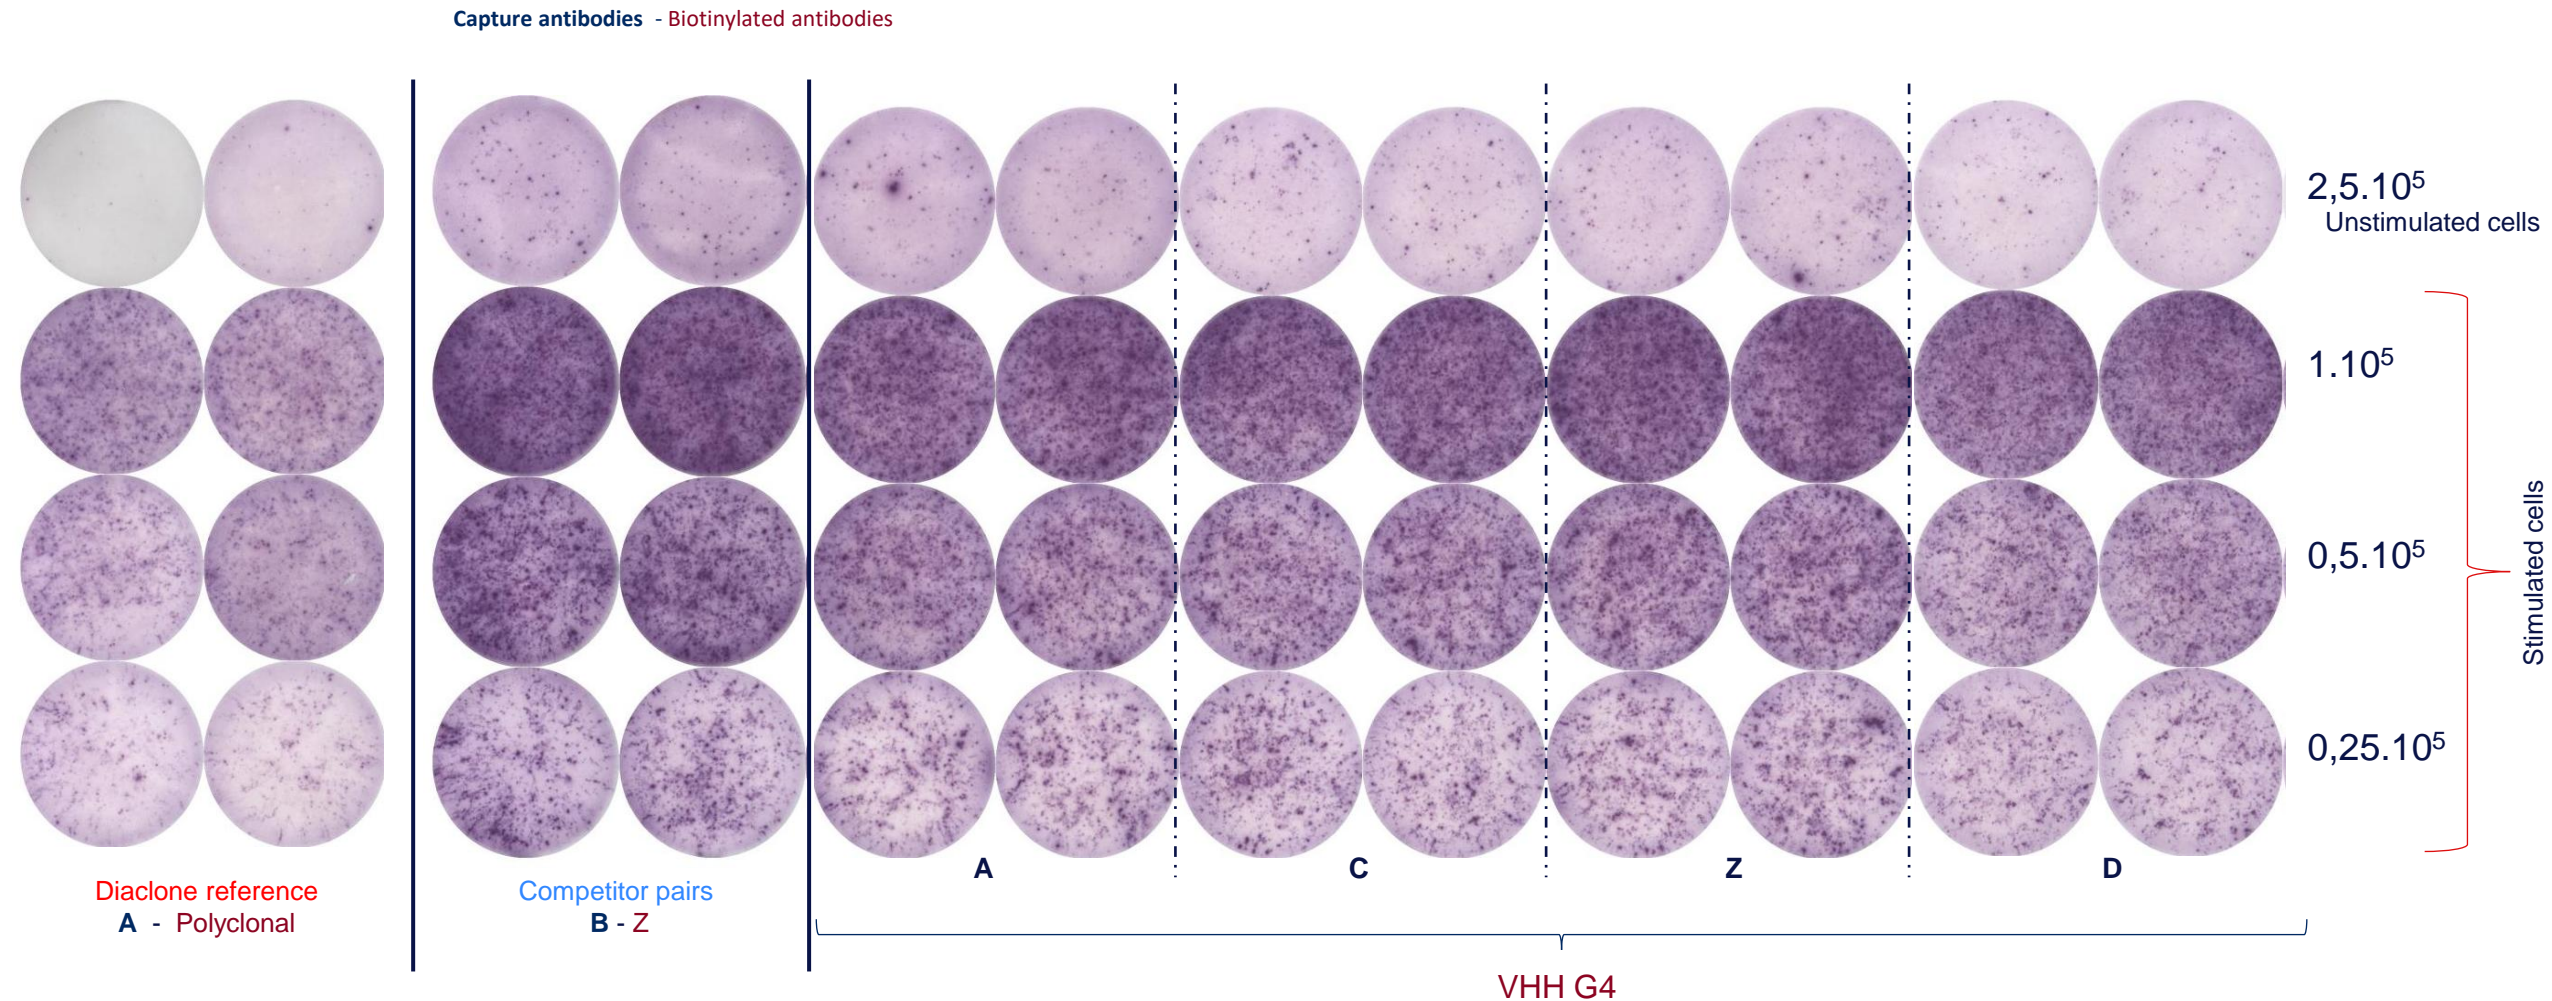 Capture antibodies - Biotinylated antibodies
2,5.10⁵
Unstimulated cells
1.10⁵
0,5.10⁵
0,25.10⁵
Stimulated cells
Diaclone reference
A - Polyclonal
Competitor pairs
B - Z
A
C
Z
D
VHH G4